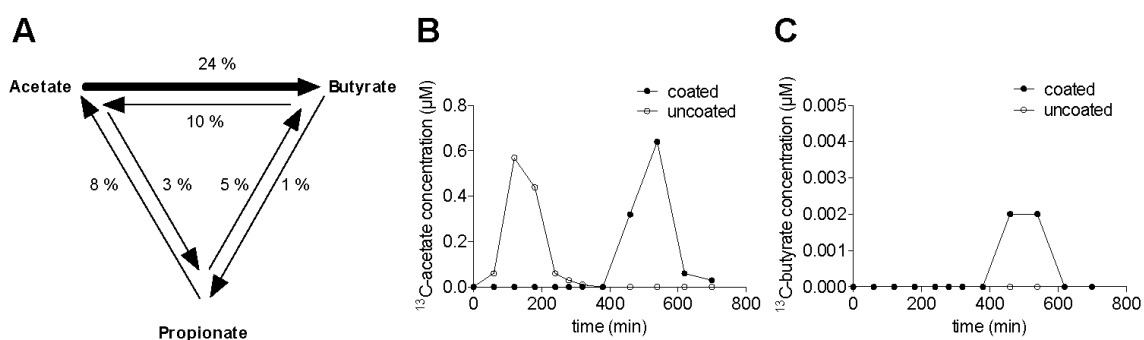 A
24 %
Acetate
Butyrate
10 %
8 %
3 %
5 %
1 %
Propionate
B
coated
uncoated
¹³C-acetate concentration (µM)
0.8
0.6
0.4
0.2
0.0
0 200 400 600 800
time (min)
C
coated
uncoated
¹³C-butyrate concentration (µM)
0.005
0.004
0.003
0.002
0.001
0.000
0 200 400 600 800
time (min)